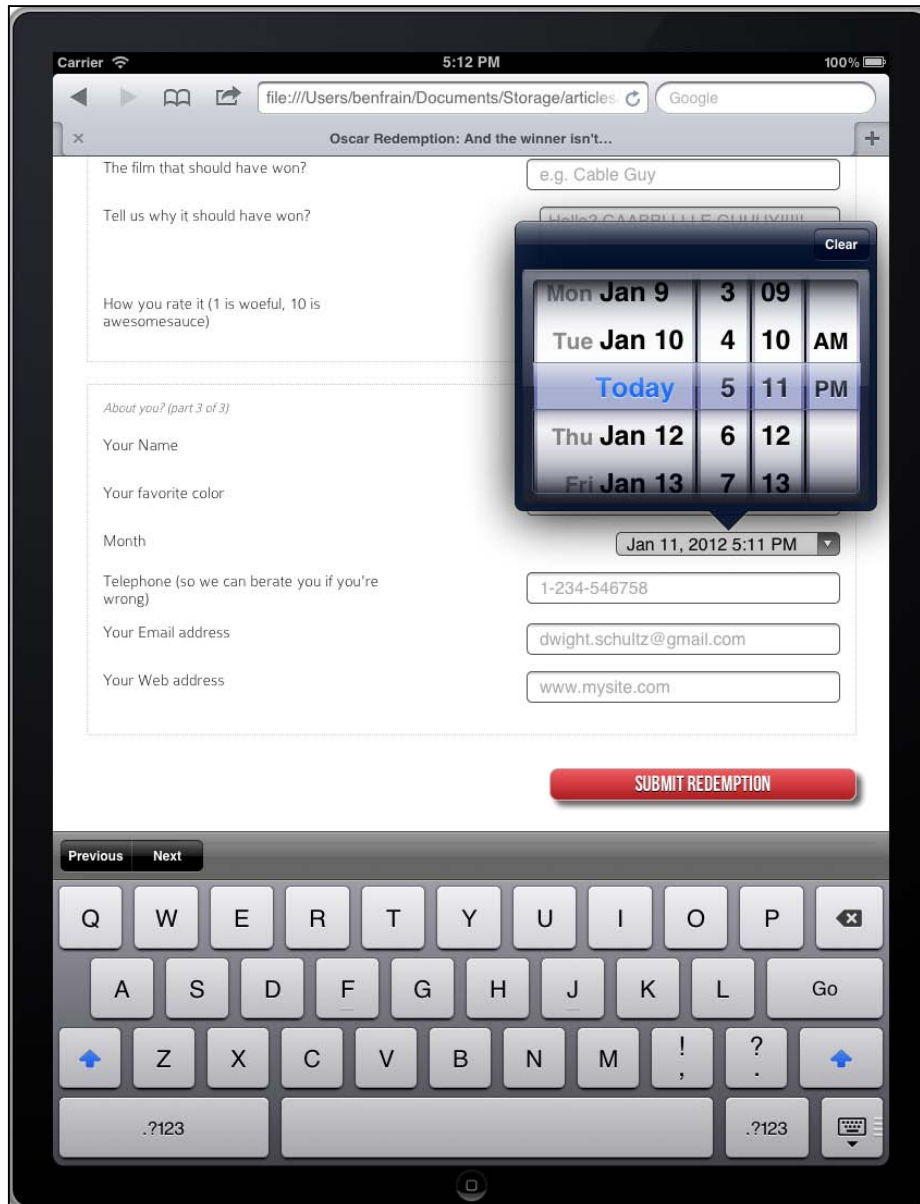 Carrier 5:12 PM 100%
file:///Users/benfrain/Documents/Storage/articles Google
Oscar Redemption: And the winner isn't...
The film that should have won? e.g. Cable Guy
Tell us why it should have won?
Clear
How you rate it (1 is woeful, 10 is
awesomesauce)
Mon Jan 9 3 09
Tue Jan 10 4 10 AM
Today 5 11 PM
Thu Jan 12 6 12
Fri Jan 13 7 13
About you? (part 3 of 3)
Your Name
Your favorite color
Month Jan 11, 2012 5:11 PM
Telephone (so we can berate you if you're
wrong) 1-234-546758
Your Email address dwight.schultz@gmail.com
Your Web address www.mysite.com
SUBMIT REDEMPTION
Previous Next
Q W E R T Y U I O P
A S D F G H J K L Go
Z X C V B N M ! , ? .
.?123 .?123